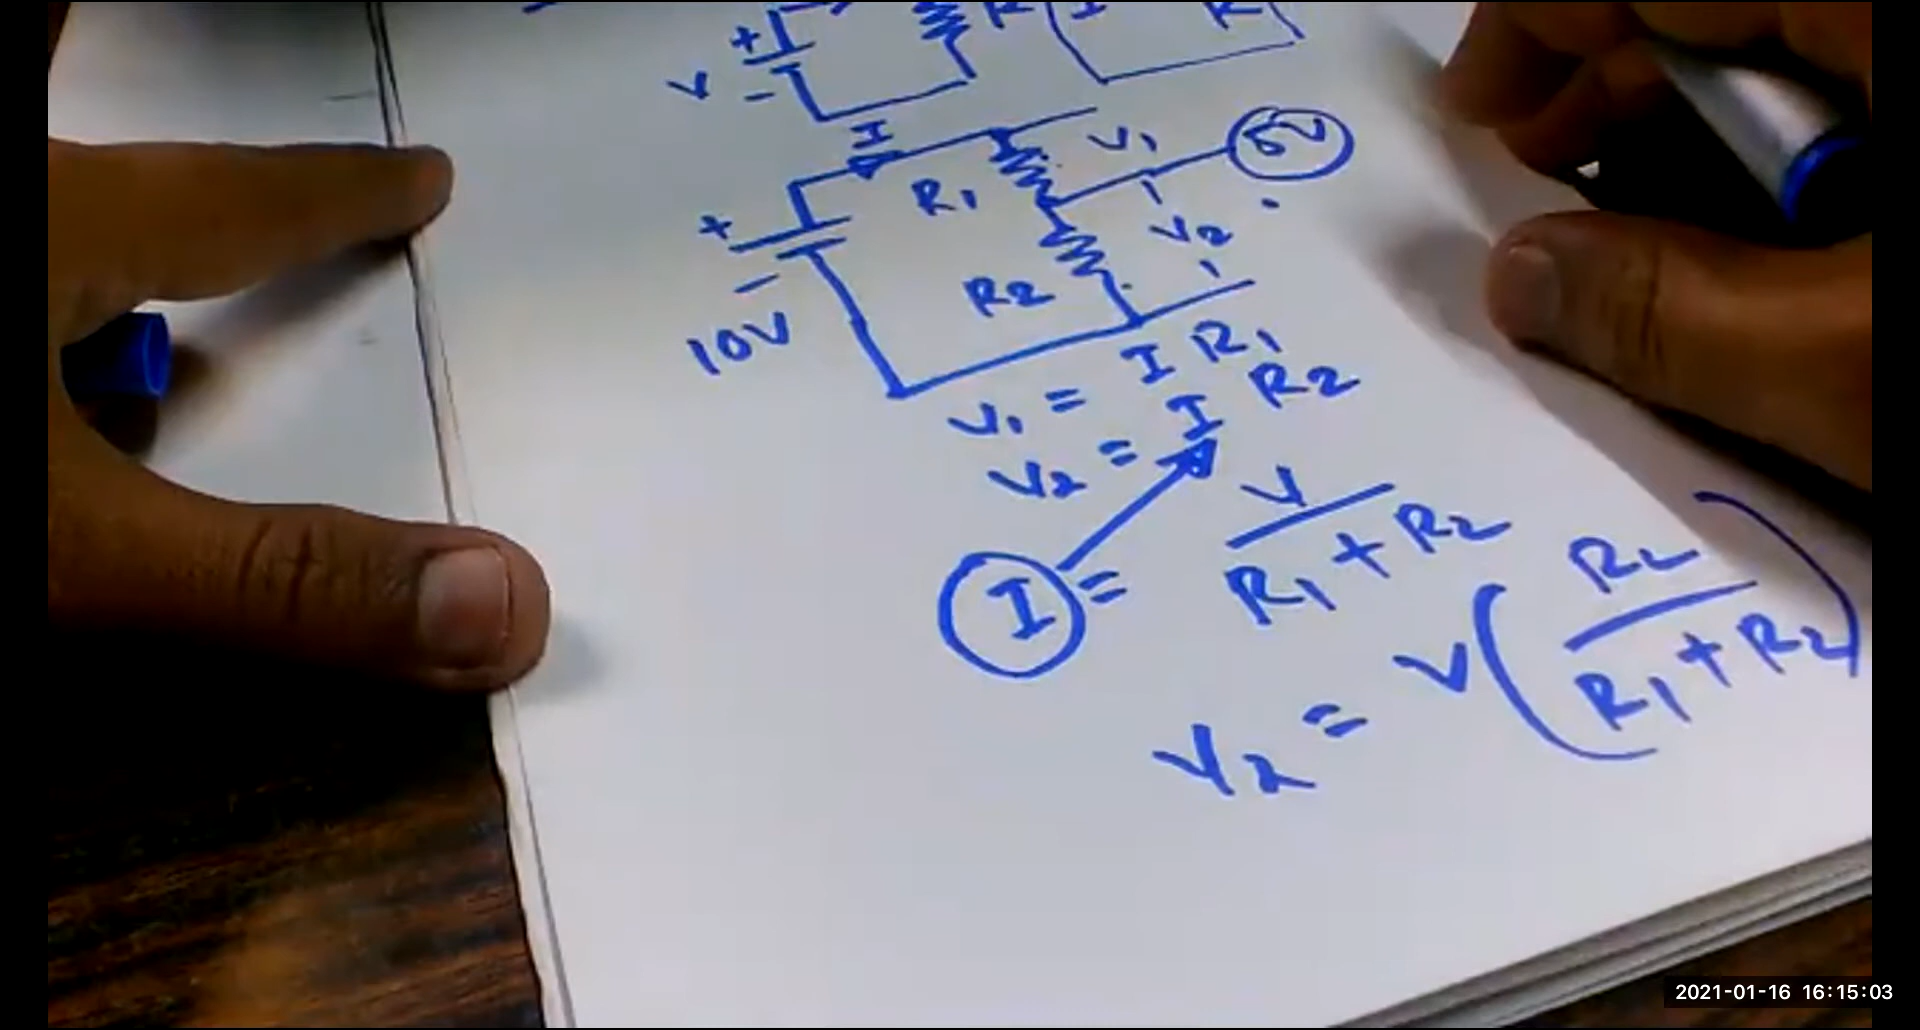 +
V
-
R
I
R
I
V1
5V
+
R1
V2
-
R2
10V
V1 = I R1
V2 = I R2
I = V / R1 + R2
V2 = V ( R2 / R1 + R2 )
2021-01-16 16:15:03